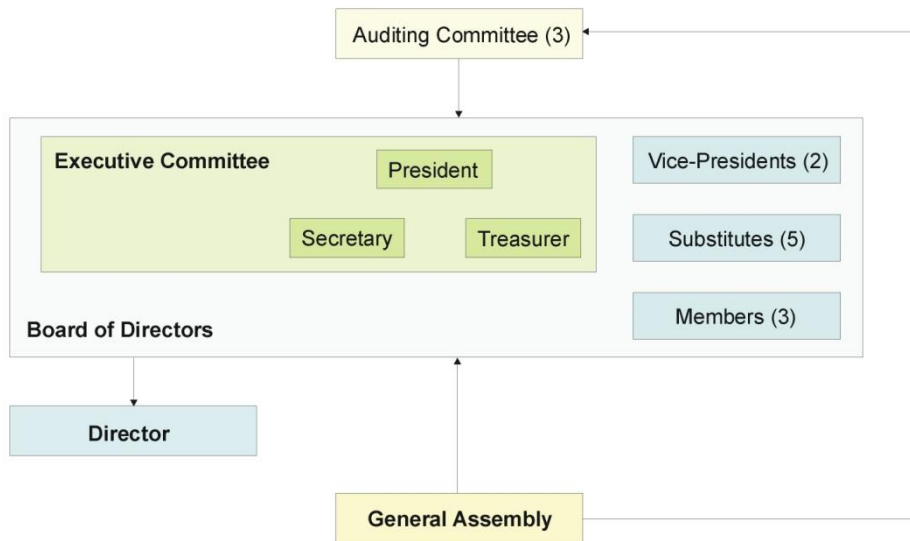 Auditing Committee (3)
Executive Committee
President
Vice-Presidents (2)
Secretary
Treasurer
Substitutes (5)
Members (3)
Board of Directors
Director
General Assembly